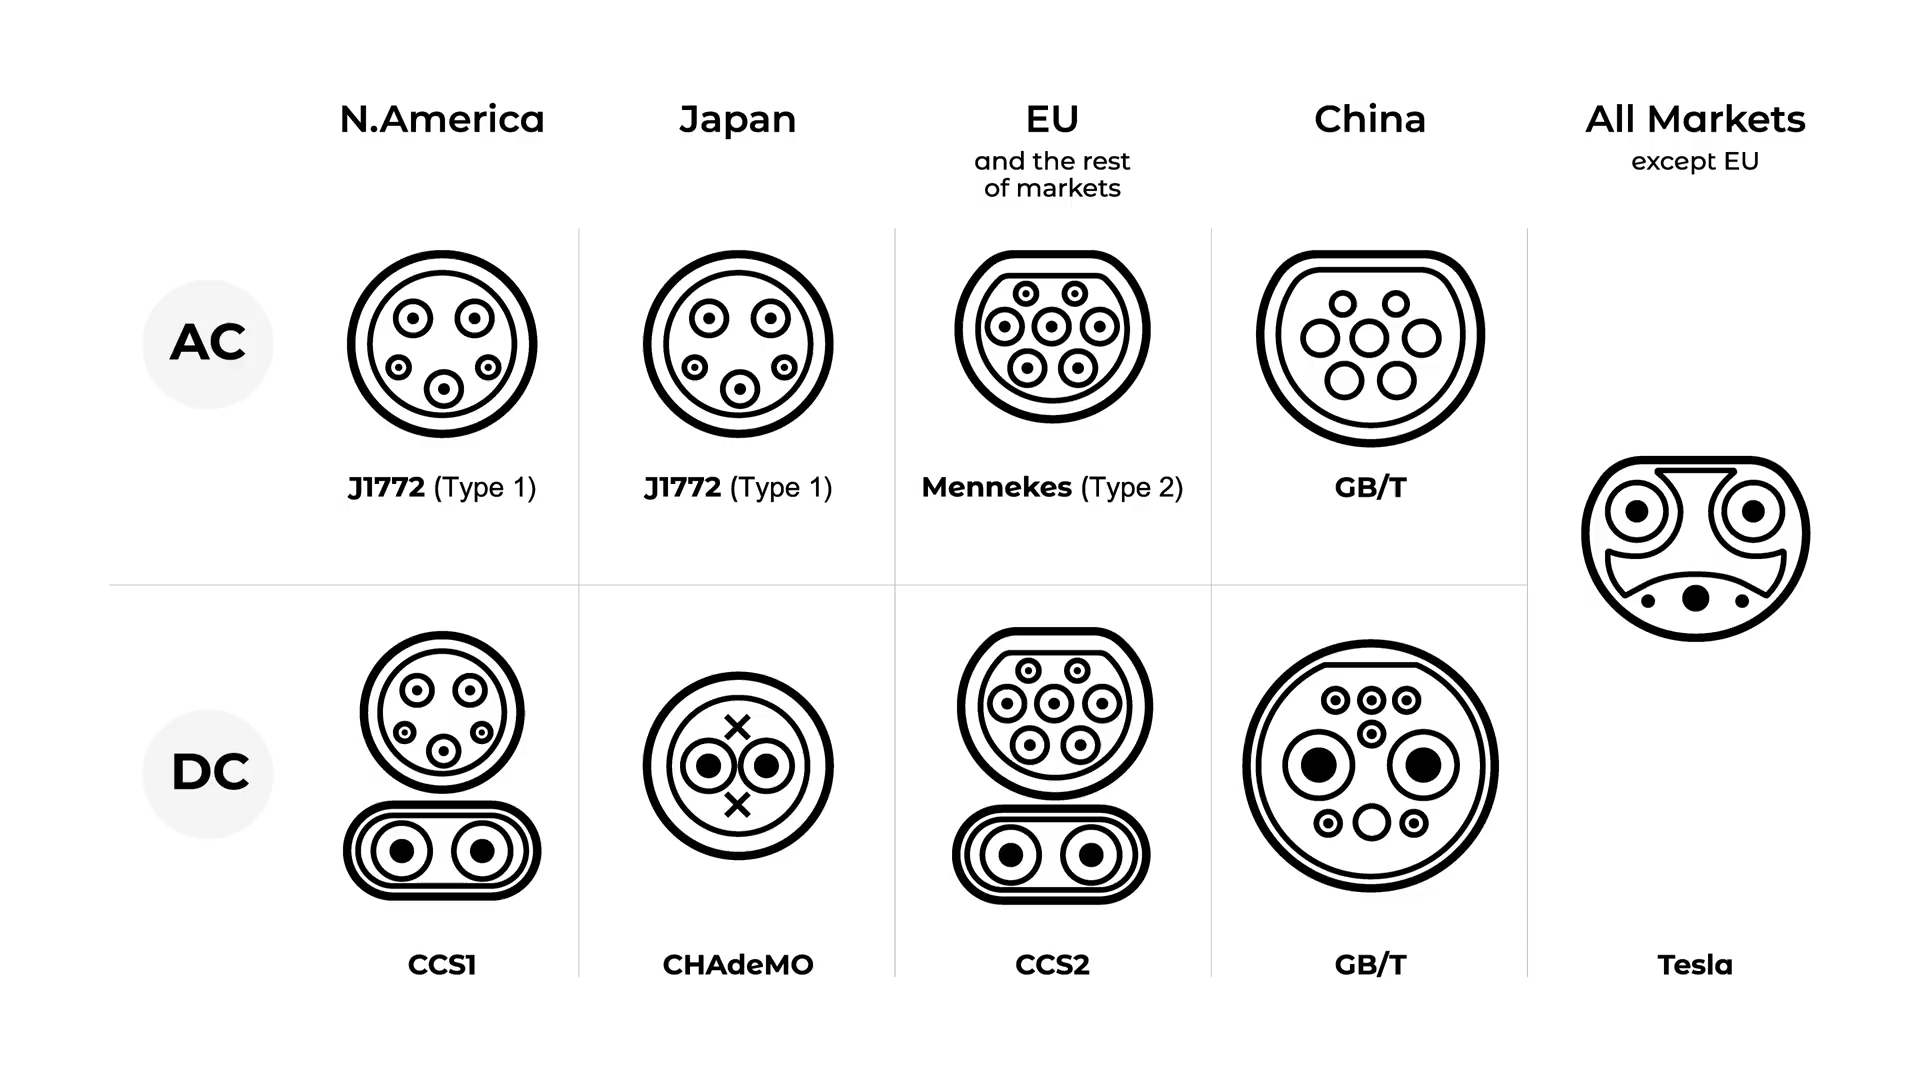 N.America
Japan
EU
and the rest
of markets
China
All Markets
except EU
AC
J1772 (Type 1)
J1772 (Type 1)
Mennekes (Type 2)
GB/T
DC
CCS1
CHAdeMO
CCS2
GB/T
Tesla